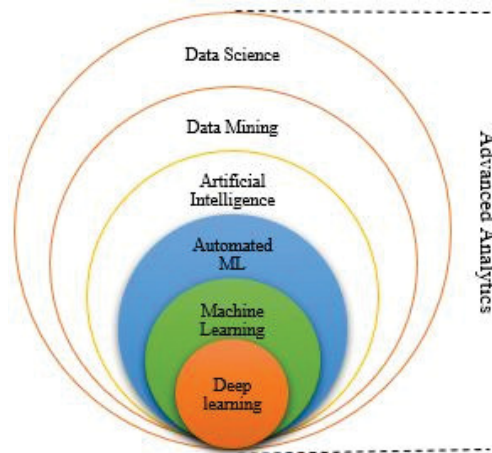 Data Science
Data Mining
Artificial
Intelligence
Automated
ML
Machine
Learning
Deep
learning
Advanced Analytics